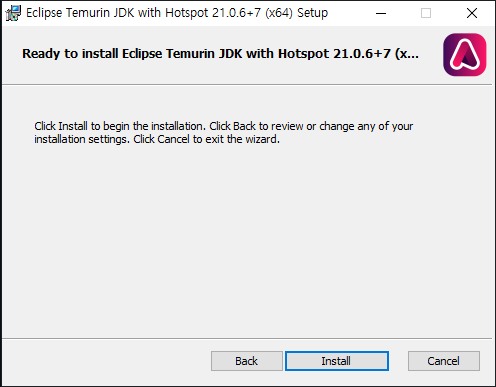 Eclipse Temurin JDK with Hotspot 21.0.6+7 (x64) Setup
Ready to install Eclipse Temurin JDK with Hotspot 21.0.6+7 (x...
Click Install to begin the installation. Click Back to review or change any of your
installation settings. Click Cancel to exit the wizard.
Back Install Cancel